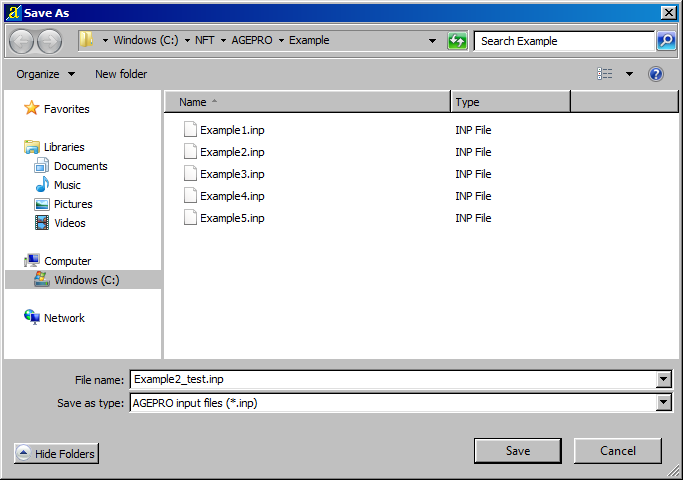 a Save As
Windows (C:) NFT AGEPRO Example Search Example
Organize New folder ?
Name Type
Favorites
Libraries
Documents
Music
Pictures
Videos
Computer
Windows (C:)
Network
Example1.inp INP File
Example2.inp INP File
Example3.inp INP File
Example4.inp INP File
Example5.inp INP File
File name: Example2_test.inp
Save as type: AGEPRO input files (*.inp)
Hide Folders Save Cancel